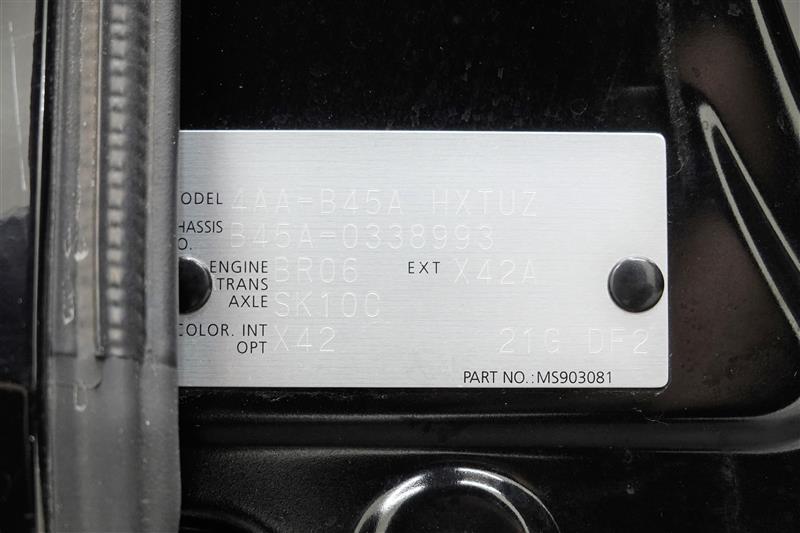 ODEL 4AA-B45A HXTUZ
HASSIS
O. B45A-0338993
ENGINE BR06 EXT X42A
TRANS
AXLE SK10C
COLOR. INT X42 21G DF2
OPT
PART NO.:MS903081